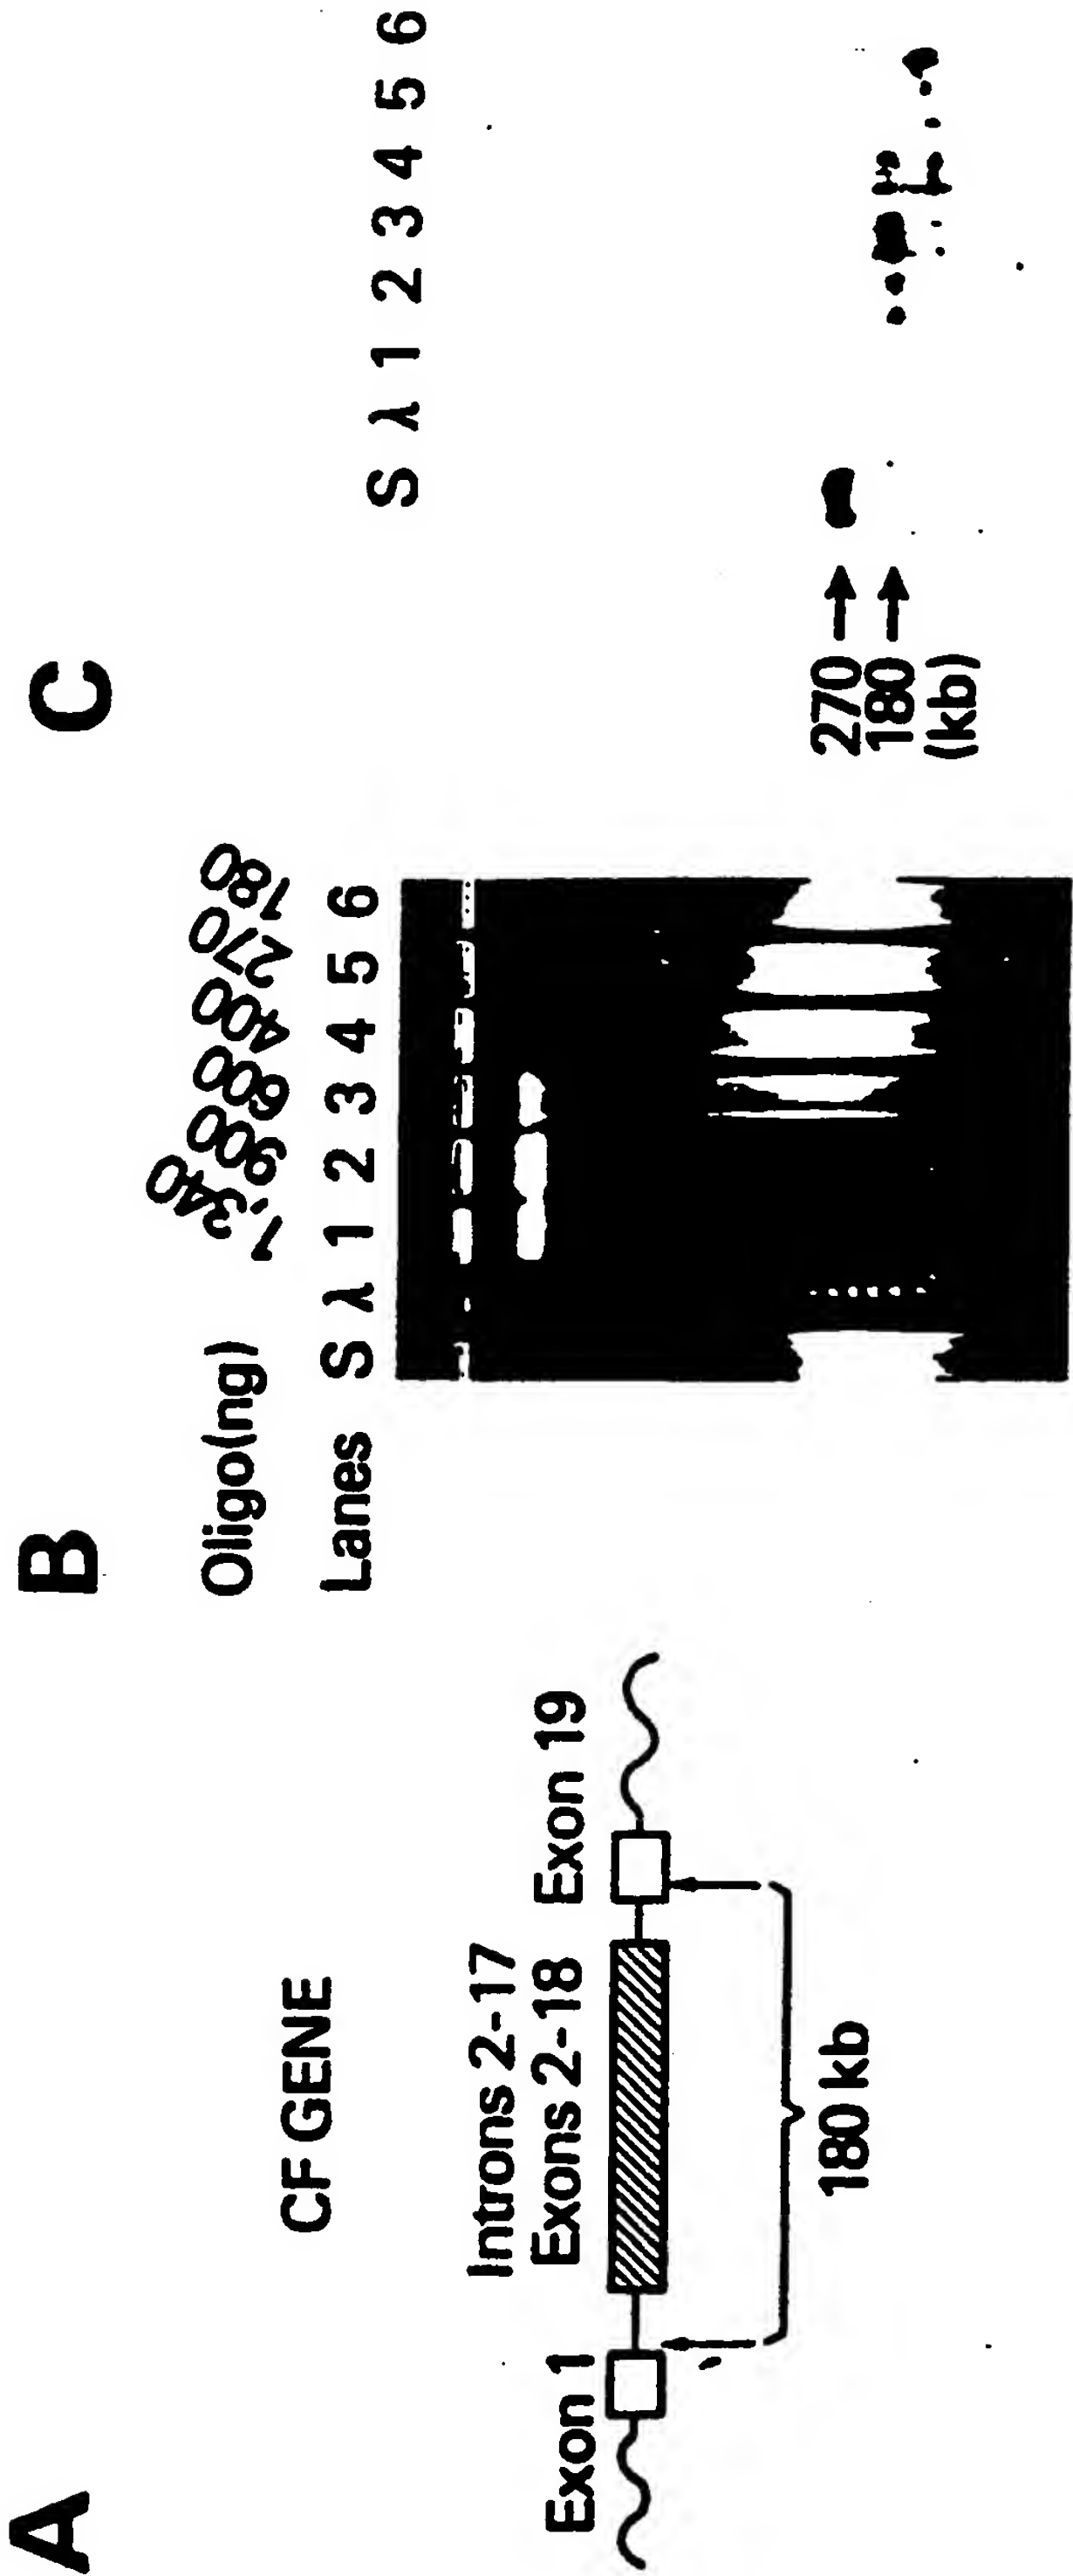 A
CF GENE
Introns 2-17
Exons 2-18
Exon 1
Exon 19
180 kb
B
Oligo(ng)
1,340 900 600 400 270 180
Lanes S λ 1 2 3 4 5 6
C
S λ 1 2 3 4 5 6
270
180
(kb)